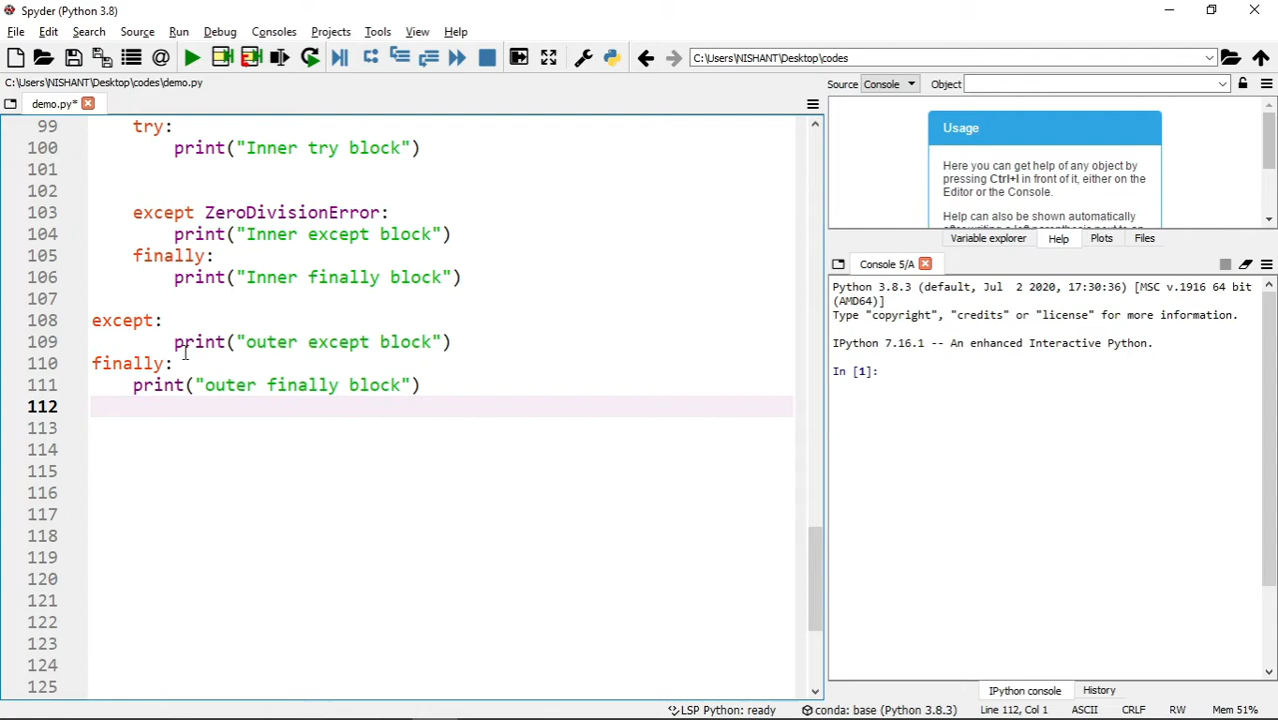 Spyder (Python 3.8)
File Edit Search Source Run Debug Consoles Projects Tools View Help
C:\Users\NISHANT\Desktop\codes
C:\Users\NISHANT\Desktop\codes\demo.py
demo.py*
99 try:
100 print("Inner try block")
101
102
103 except ZeroDivisionError:
104 print("Inner except block")
105 finally:
106 print("Inner finally block")
107
108 except:
109 print("outer except block")
110 finally:
111 print("outer finally block")
112
113
114
115
116
117
118
119
120
121
122
123
124
125
Source Console Object
Usage
Here you can get help of any object by
pressing Ctrl+I in front of it, either on the
Editor or the Console.
Help can also be shown automatically
after writing a left parenthesis next to an
Variable explorer Help Plots Files
Console 5/A
Python 3.8.3 (default, Jul 2 2020, 17:30:36) [MSC v.1916 64 bit
(AMD64)]
Type "copyright", "credits" or "license" for more information.
IPython 7.16.1 -- An enhanced Interactive Python.
In [1]:
IPython console History
LSP Python: ready conda: base (Python 3.8.3) Line 112, Col 1 ASCII CRLF RW Mem 51%